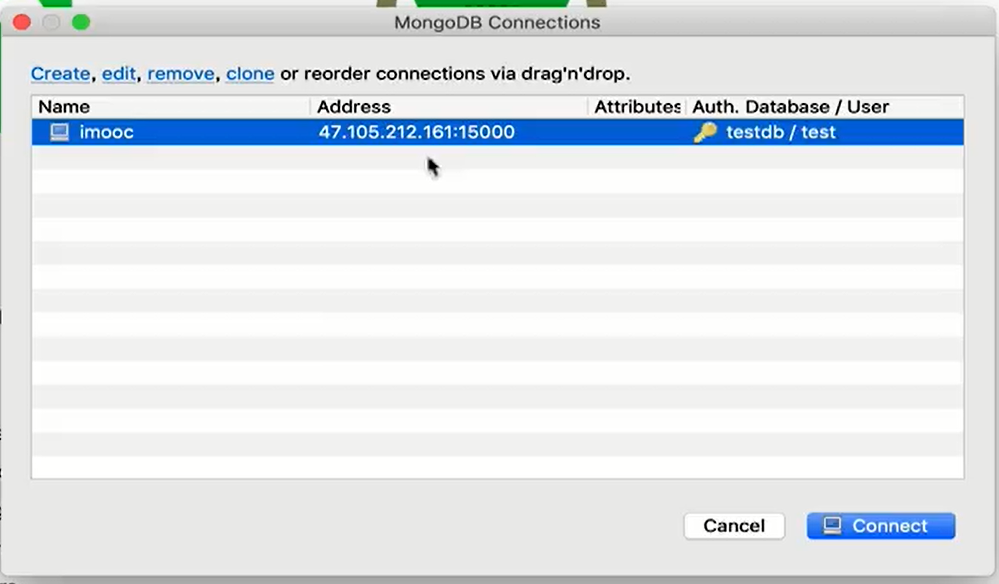 MongoDB Connections
Create, edit, remove, clone or reorder connections via drag'n'drop.
Name Address Attributes Auth. Database / User
imooc 47.105.212.161:15000 testdb / test
Cancel Connect